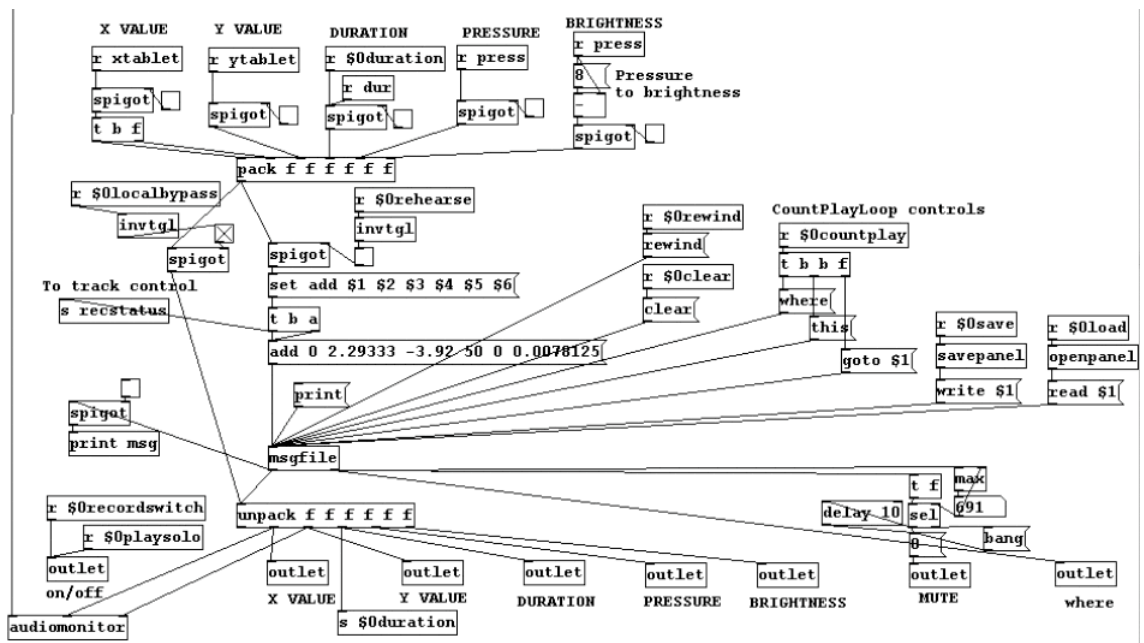 X VALUE
Y VALUE
DURATION
PRESSURE
BRIGHTNESS
r xtablet
r ytablet
r $0duration
r press
r press
r dur
8
Pressure
to brightness
-
spigot
spigot
spigot
spigot
spigot
t b f
pack f f f f f f
r $0localbypass
invtgl
spigot
r $0rehearse
invtgl
spigot
set add $1 $2 $3 $4 $5 $6
To track control
s recstatus
t b a
add 0 2.29333 -3.92 50 0 0.0078125
r $0rewind
rewind
r $0clear
clear
CountPlayLoop controls
r $0countplay
t b b f
where
this
goto $1
r $0save
savepanel
write $1
r $0load
openpanel
read $1
print
spigot
print msg
msgfile
r $0recordswitch
r $0playsolo
outlet
on/off
audiomonitor
unpack f f f f f f
t f
max
691
delay 10
sel
bang
0
outlet
X VALUE
outlet
Y VALUE
s $0duration
outlet
DURATION
outlet
PRESSURE
outlet
BRIGHTNESS
outlet
MUTE
outlet
where